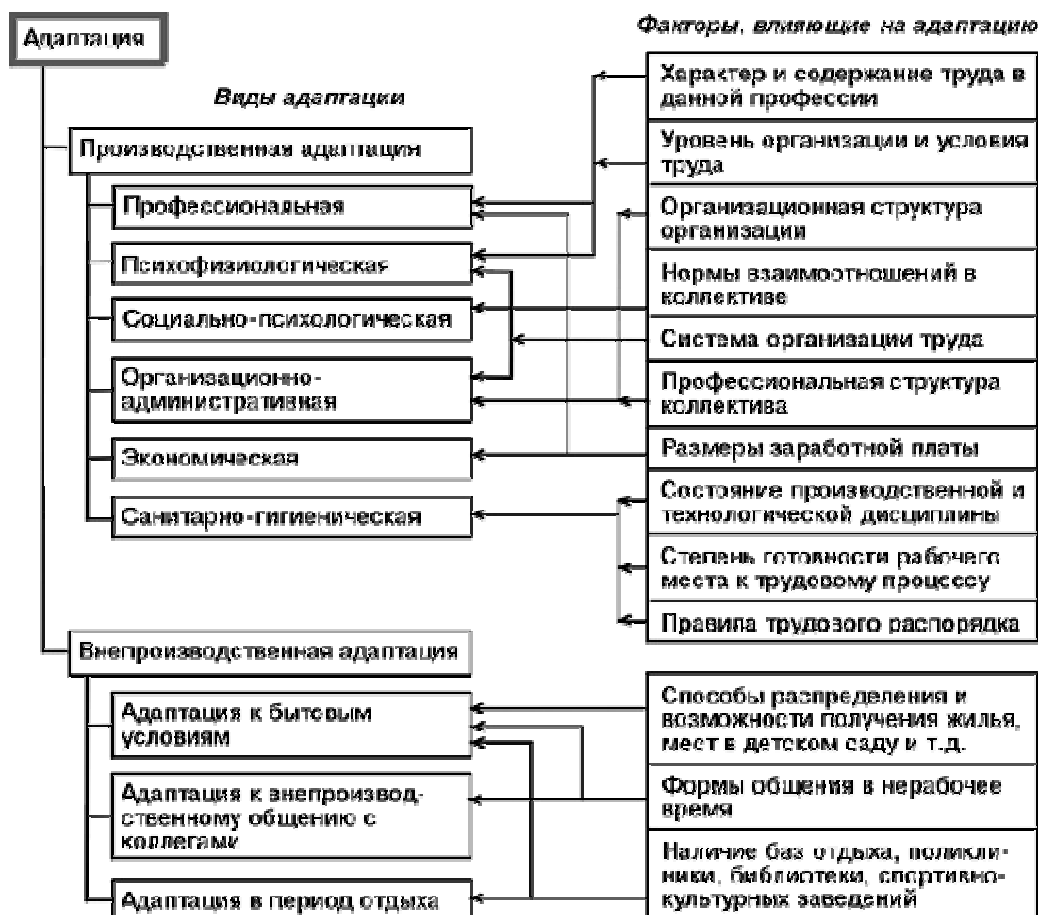 Адаптация
Факторы, влияющие на адаптацию
Виды адаптации
Производственная адаптация
Профессиональная
Психофизиологическая
Социально-психологическая
Организационно-
административная
Экономическая
Санитарно-гигиеническая
Внепроизводственная адаптация
Адаптация к бытовым
условиям
Адаптация к внепроизвод-
ственному общению с
коллегами
Адаптация в период отдыха
Характер и содержание труда в
данной профессии
Уровень организации и условия
труда
Организационная структура
организации
Нормы взаимоотношений в
коллективе
Система организации труда
Профессиональная структура
коллектива
Размеры заработной платы
Состояние производственной и
технологической дисциплины
Степень готовности рабочего
места к трудовому процессу
Правила трудового распорядка
Способы распределения и
возможности получения жилья,
мест в детском саду и т.д.
Формы общения в нерабочее
время
Наличие баз отдыха, поликли-
ники, библиотеки, спортивно-
культурных заведений